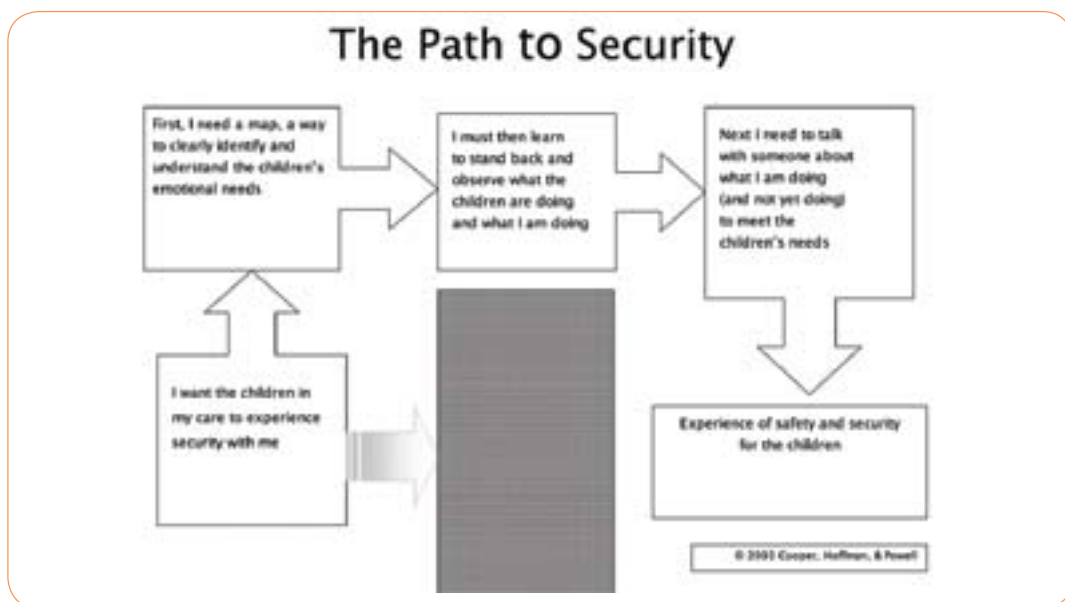 The Path to Security
First, I need a map, a way
to clearly identify and
understand the children's
emotional needs
I must then learn
to stand back and
observe what the
children are doing
and what I am doing
Next I need to talk
with someone about
what I am doing
(and not yet doing)
to meet the
children's needs
I want the children in
my care to experience
security with me
Experience of safety and security
for the children
© 2003 Cooper, Hoffman, & Powell